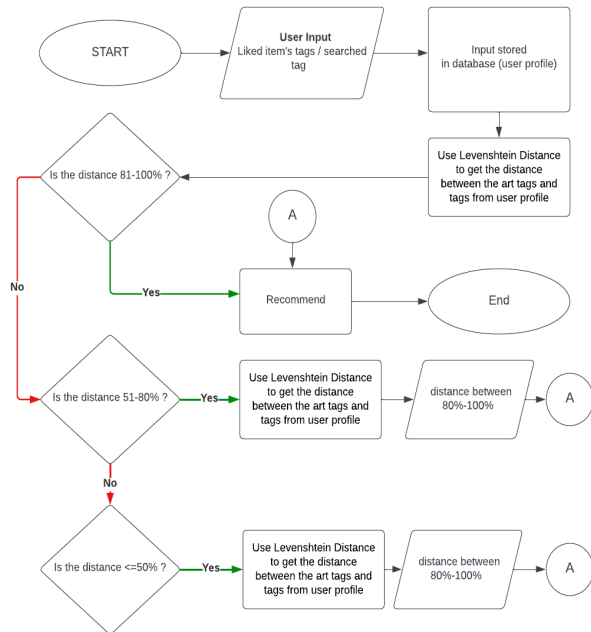 START
User Input
Liked item's tags / searched
tag
Input stored
in database (user profile)
Use Levenshtein Distance
to get the distance
between the art tags and
tags from user profile
Is the distance 81-100% ?
A
No
Yes
Recommend
End
Is the distance 51-80% ?
Yes
Use Levenshtein Distance
to get the distance
between the art tags and
tags from user profile
distance between
80%-100%
A
No
Is the distance <=50% ?
Yes
Use Levenshtein Distance
to get the distance
between the art tags and
tags from user profile
distance between
80%-100%
A